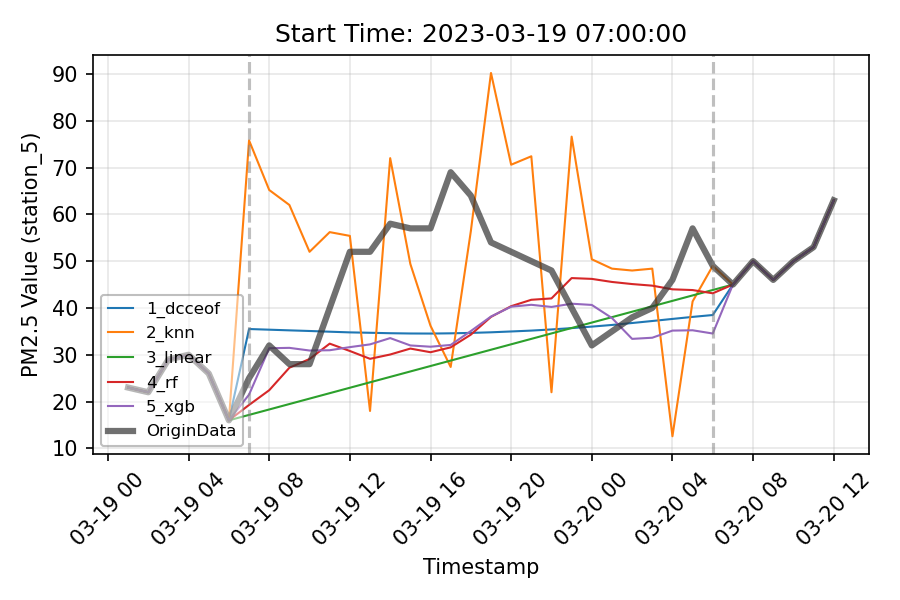 Start Time: 2023-03-19 07:00:00
PM2.5 Value (station_5)
90
80
70
60
50
40
30
20
10
1_dcceof
2_knn
3_linear
4_rf
5_xgb
OriginData
03-19 00
03-19 04
03-19 08
03-19 12
03-19 16
03-19 20
03-20 00
03-20 04
03-20 08
03-20 12
Timestamp